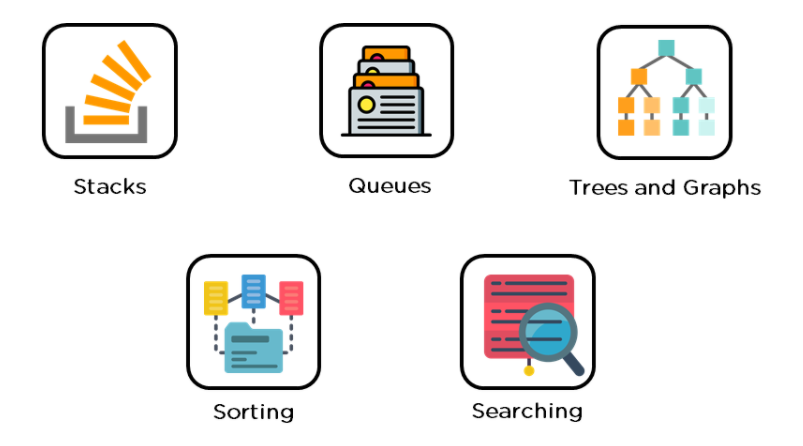 Stacks
Queues
Trees and Graphs
Sorting
Searching